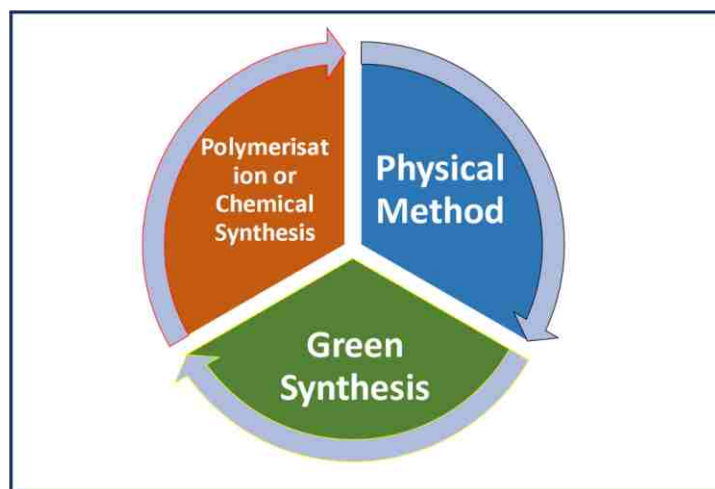 Polymerisat
ion or
Chemical
Synthesis
Physical
Method
Green
Synthesis